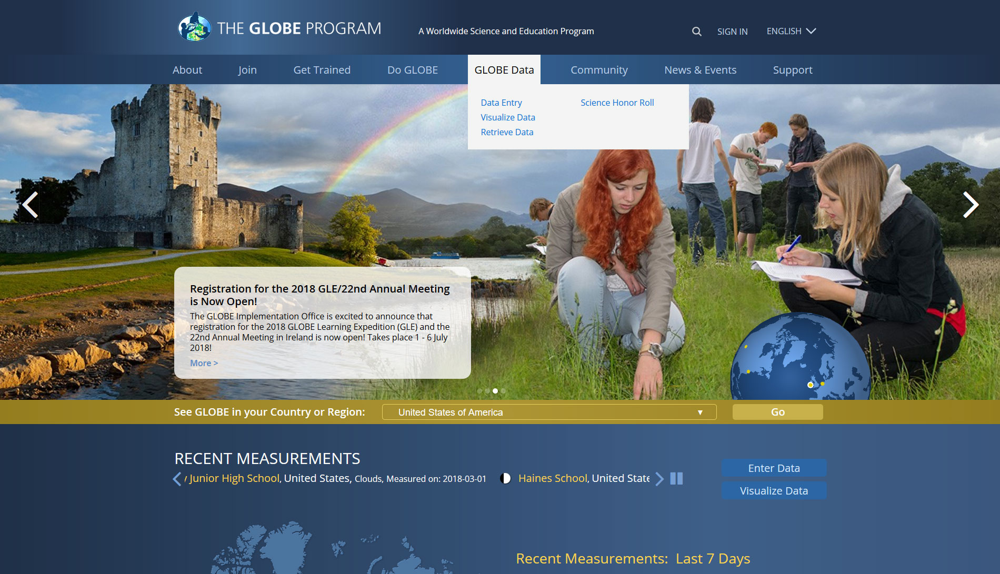 THE GLOBE PROGRAM
A Worldwide Science and Education Program
SIGN IN
ENGLISH
About
Join
Get Trained
Do GLOBE
GLOBE Data
Community
News & Events
Support
Data Entry
Science Honor Roll
Visualize Data
Retrieve Data
Registration for the 2018 GLE/22nd Annual Meeting
is Now Open!
The GLOBE Implementation Office is excited to announce that
registration for the 2018 GLOBE Learning Expedition (GLE) and the
22nd Annual Meeting in Ireland is now open! Takes place 1 - 6 July
2018!
More >
See GLOBE in your Country or Region:
United States of America
Go
RECENT MEASUREMENTS
Junior High School, United States, Clouds, Measured on: 2018-03-01
Haines School, United State
Enter Data
Visualize Data
Recent Measurements: Last 7 Days